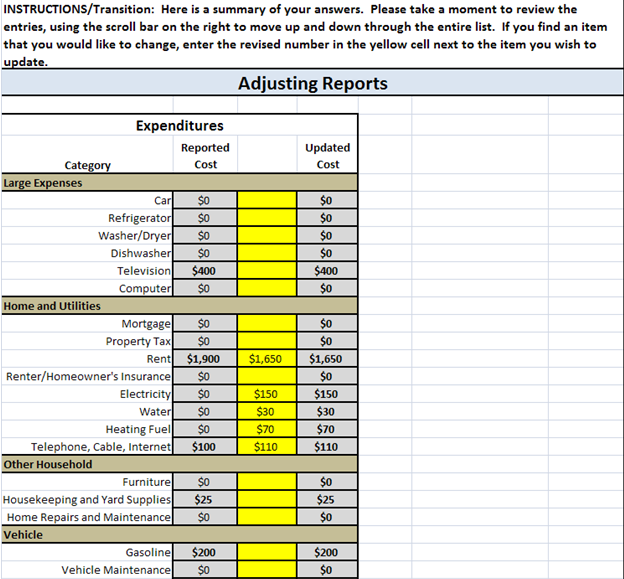 INSTRUCTIONS/Transition: Here is a summary of your answers. Please take a moment to review the
entries, using the scroll bar on the right to move up and down through the entire list. If you find an item
that you would like to change, enter the revised number in the yellow cell next to the item you wish to
update.
Adjusting Reports
Expenditures
Category Reported Cost Updated Cost
Large Expenses
Car $0 $0
Refrigerator $0 $0
Washer/Dryer $0 $0
Dishwasher $0 $0
Television $400 $400
Computer $0 $0
Home and Utilities
Mortgage $0 $0
Property Tax $0 $0
Rent $1,900 $1,650 $1,650
Renter/Homeowner's Insurance $0 $0
Electricity $0 $150 $150
Water $0 $30 $30
Heating Fuel $0 $70 $70
Telephone, Cable, Internet $100 $110 $110
Other Household
Furniture $0 $0
Housekeeping and Yard Supplies $25 $25
Home Repairs and Maintenance $0 $0
Vehicle
Gasoline $200 $200
Vehicle Maintenance $0 $0